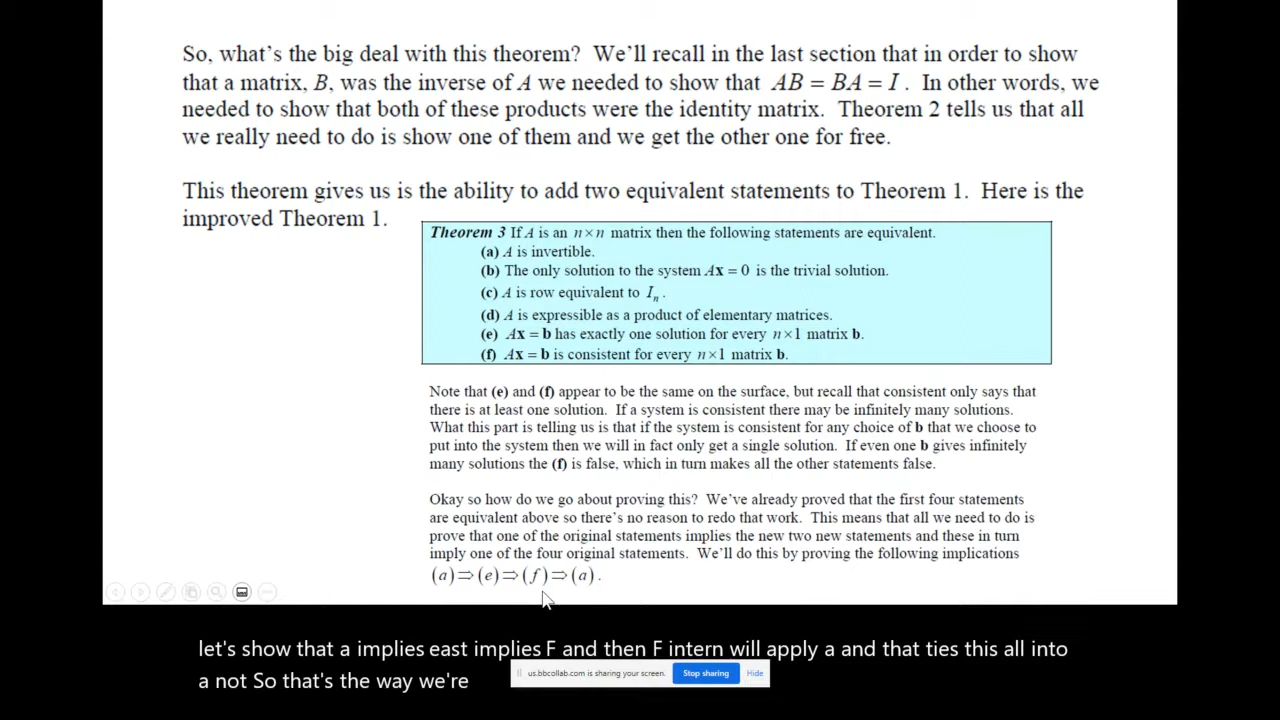 So, what's the big deal with this theorem? We'll recall in the last section that in order to show
that a matrix, B, was the inverse of A we needed to show that AB = BA = I . In other words, we
needed to show that both of these products were the identity matrix. Theorem 2 tells us that all
we really need to do is show one of them and we get the other one for free.
This theorem gives us is the ability to add two equivalent statements to Theorem 1. Here is the
improved Theorem 1.
Theorem 3 If A is an n×n matrix then the following statements are equivalent.
(a) A is invertible.
(b) The only solution to the system Ax = 0 is the trivial solution.
(c) A is row equivalent to Iₙ .
(d) A is expressible as a product of elementary matrices.
(e) Ax = b has exactly one solution for every n×1 matrix b.
(f) Ax = b is consistent for every n×1 matrix b.
Note that (e) and (f) appear to be the same on the surface, but recall that consistent only says that
there is at least one solution. If a system is consistent there may be infinitely many solutions.
What this part is telling us is that if the system is consistent for any choice of b that we choose to
put into the system then we will in fact only get a single solution. If even one b gives infinitely
many solutions the (f) is false, which in turn makes all the other statements false.
Okay so how do we go about proving this? We've already proved that the first four statements
are equivalent above so there's no reason to redo that work. This means that all we need to do is
prove that one of the original statements implies the new two new statements and these in turn
imply one of the four original statements. We'll do this by proving the following implications
(a)⇒(e)⇒(f)⇒(a).
let's show that a implies east implies F and then F intern will apply a and that ties this all into
a not So that's the way we're
us.bbcollab.com is sharing your screen. Stop sharing Hide